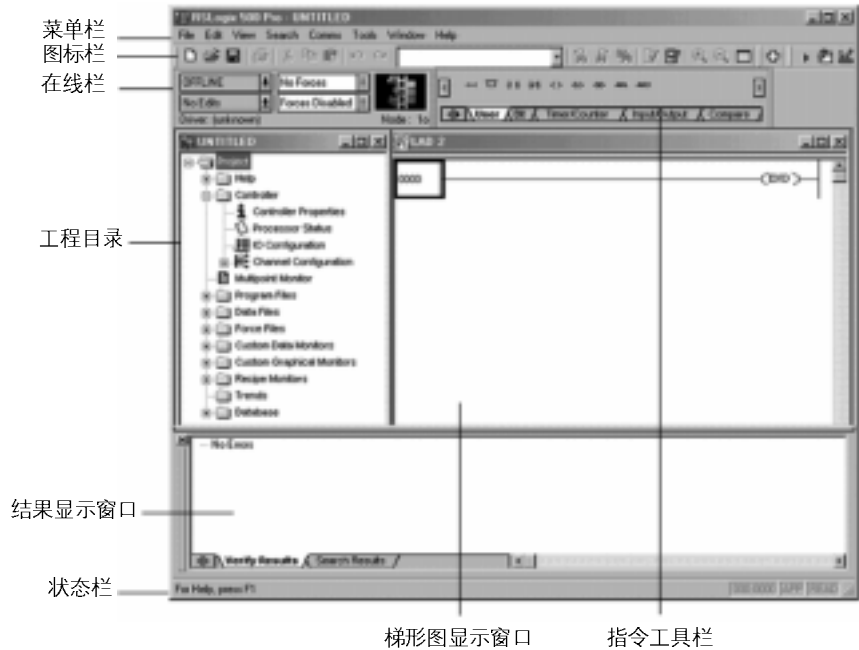 RSLogix 500 Pro - UNTITLED
菜单栏
File Edit View Search Comms Tools Window Help
图标栏
在线栏
OFFLINE
No Forces
No Edits
Forces Disabled
Driver: (unknown)
Node: 1o
User Bit Timer/Counter Input/Output Compare
UNTITLED
LAD 2
Project
Help
Controller
Controller Properties
Processor Status
IO Configuration
Channel Configuration
Multipoint Monitor
Program Files
Data Files
Force Files
Custom Data Monitors
Custom Graphical Monitors
Recipe Monitors
Trends
Database
0000
END
工程目录
No Errors
结果显示窗口
Verify Results Search Results
状态栏
For Help, press F1
000:0000 APP READ
梯形图显示窗口
指令工具栏